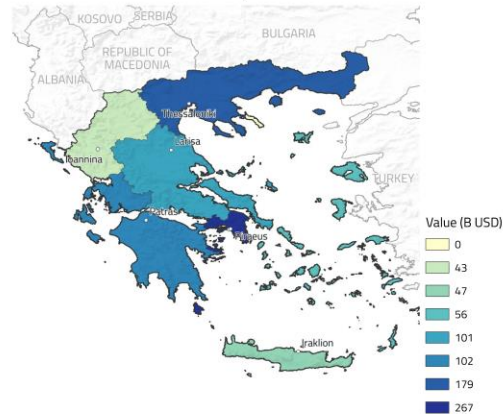 KOSOVO
SERBIA
BULGARIA
REPUBLIC OF
MACEDONIA
ALBANIA
Thessaloniki
Larisa
Ioannina
TURKEY
Patras
Piraeus
Iraklion
Value (B USD)
0
43
47
56
101
102
179
267